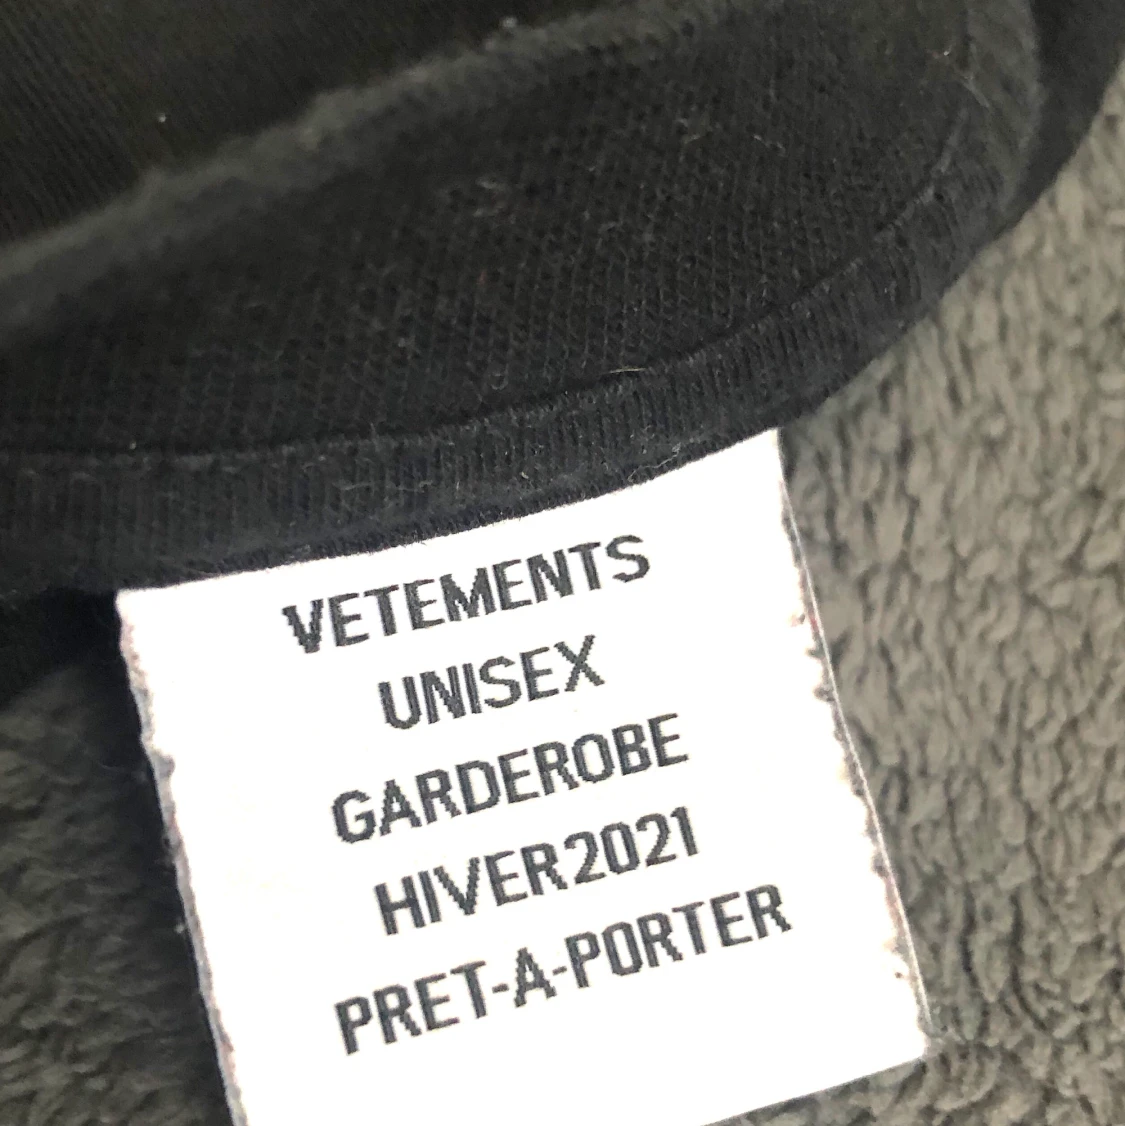 VETEMENTS
UNISEX
GARDEROBE
HIVER2021
PRET-A-PORTER